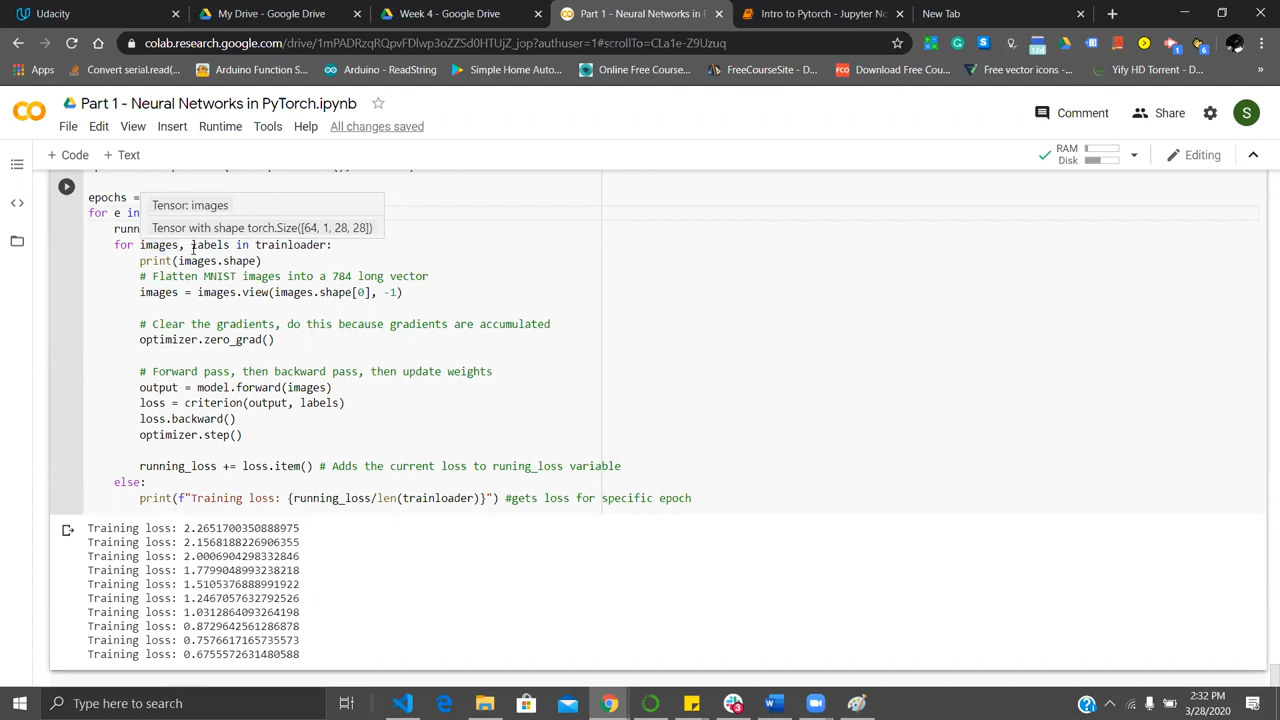 Udacity
My Drive - Google Drive
Week 4 - Google Drive
Part 1 - Neural Networks in P
Intro to Pytorch - Jupyter No
New Tab
colab.research.google.com/drive/1mPADRzqRQpvFDlwp3oZZSd0HTUjZ_jop?authuser=1#scrollTo=CLa1e-Z9Uzuq
Apps
Convert serial.read(...
Arduino Function S...
Arduino - ReadString
Simple Home Auto...
Online Free Course...
FreeCourseSite - D...
Download Free Cou...
Free vector icons -...
Yify HD Torrent - D...
Part 1 - Neural Networks in PyTorch.ipynb
Comment
Share
S
File Edit View Insert Runtime Tools Help All changes saved
+ Code + Text
RAM
Disk
Editing
epochs =
Tensor: images
for e in
Tensor with shape torch.Size([64, 1, 28, 28])
runn
for images, labels in trainloader:
print(images.shape)
# Flatten MNIST images into a 784 long vector
images = images.view(images.shape[0], -1)
# Clear the gradients, do this because gradients are accumulated
optimizer.zero_grad()
# Forward pass, then backward pass, then update weights
output = model.forward(images)
loss = criterion(output, labels)
loss.backward()
optimizer.step()
running_loss += loss.item() # Adds the current loss to runing_loss variable
else:
print(f"Training loss: {running_loss/len(trainloader)}") #gets loss for specific epoch
Training loss: 2.2651700350888975
Training loss: 2.1568188226906355
Training loss: 2.0006904298332846
Training loss: 1.7799048993238218
Training loss: 1.5105376888991922
Training loss: 1.2467057632792526
Training loss: 1.0312864093264198
Training loss: 0.8729642561286878
Training loss: 0.7576617165735573
Training loss: 0.6755572631480588
Type here to search
2:32 PM
3/28/2020